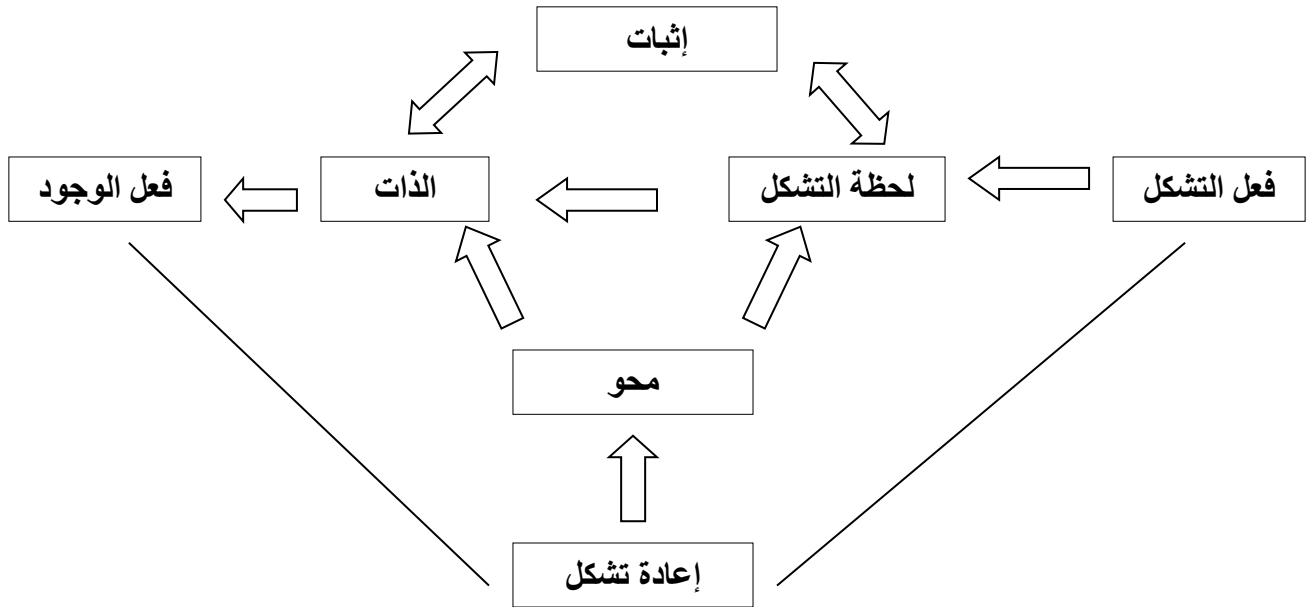 إثبات
فعل التشكل
لحظة التشكل
الذات
فعل الوجود
محو
إعادة تشكل